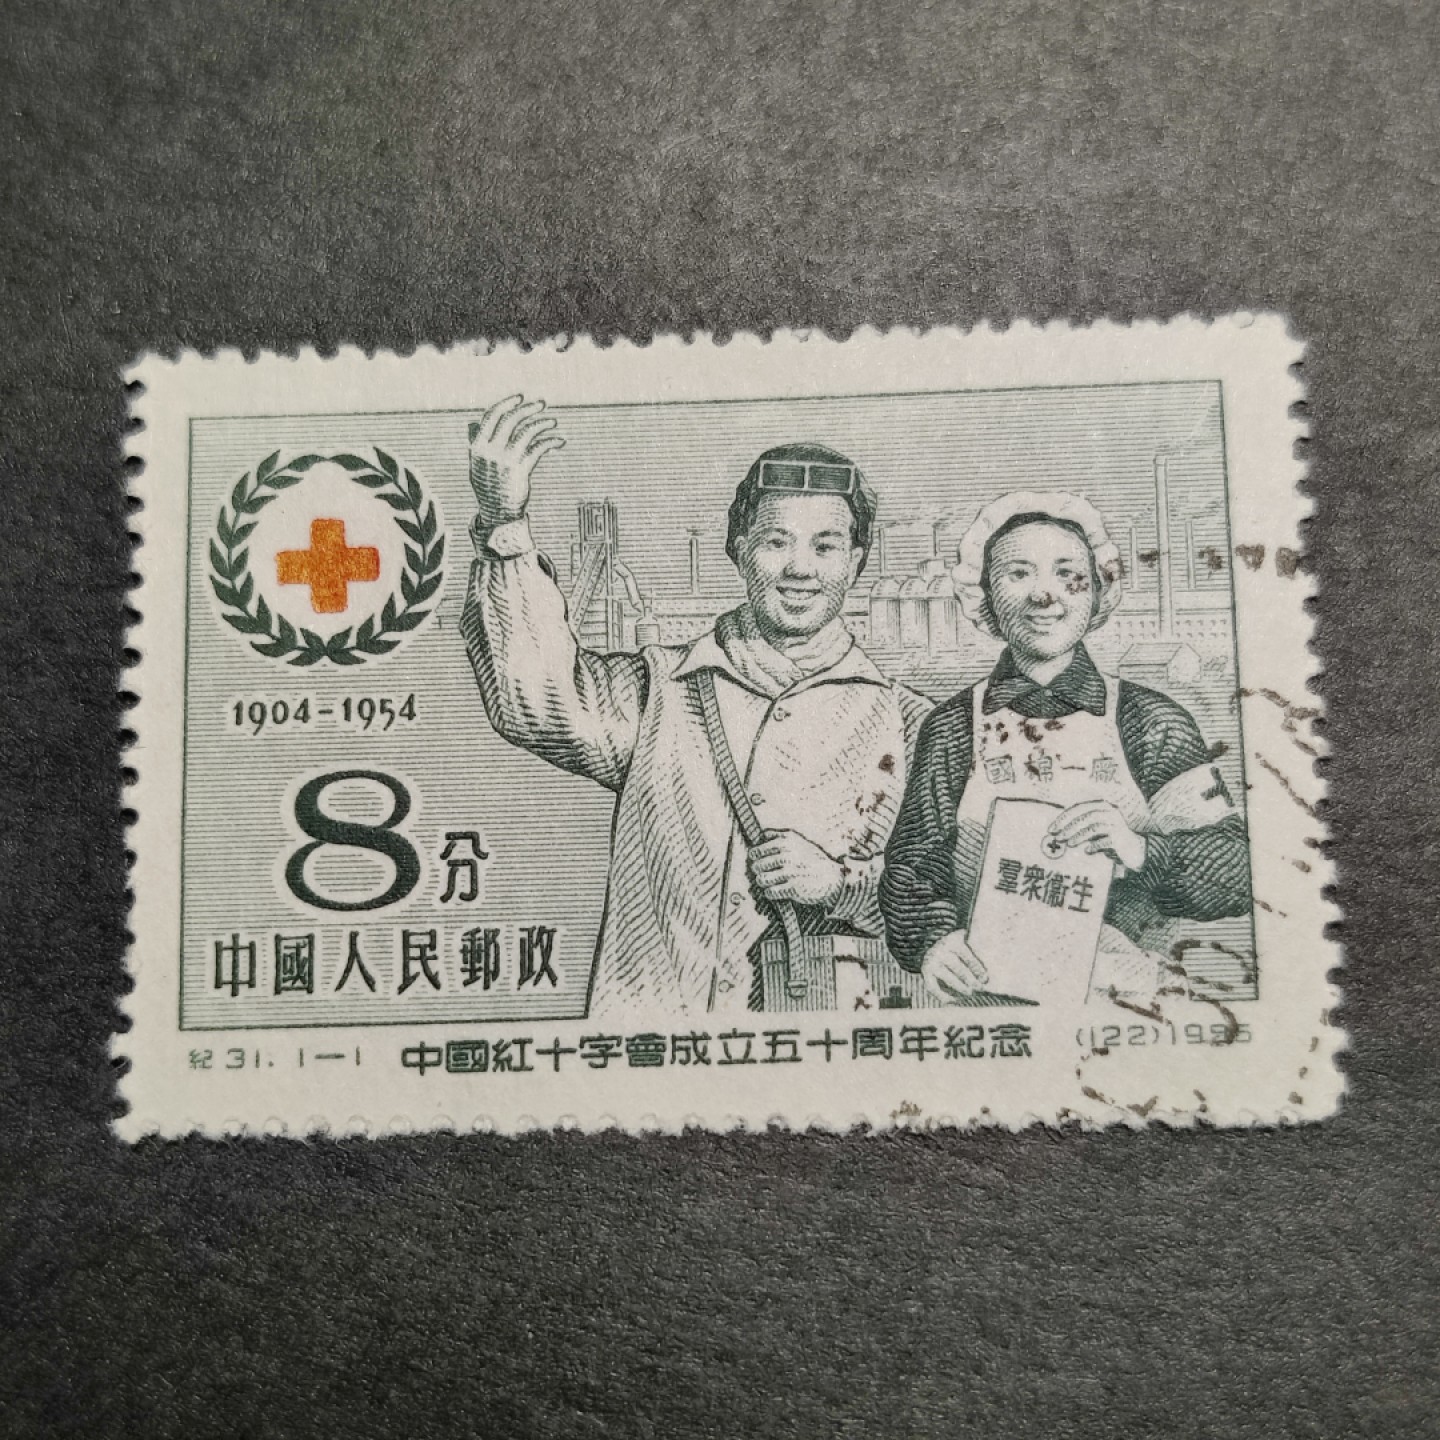 1904-1954
8分
中國人民郵政
國棉一廠
羣衆衛生
紀31.1-1 中國紅十字會成立五十周年紀念 (122)1955